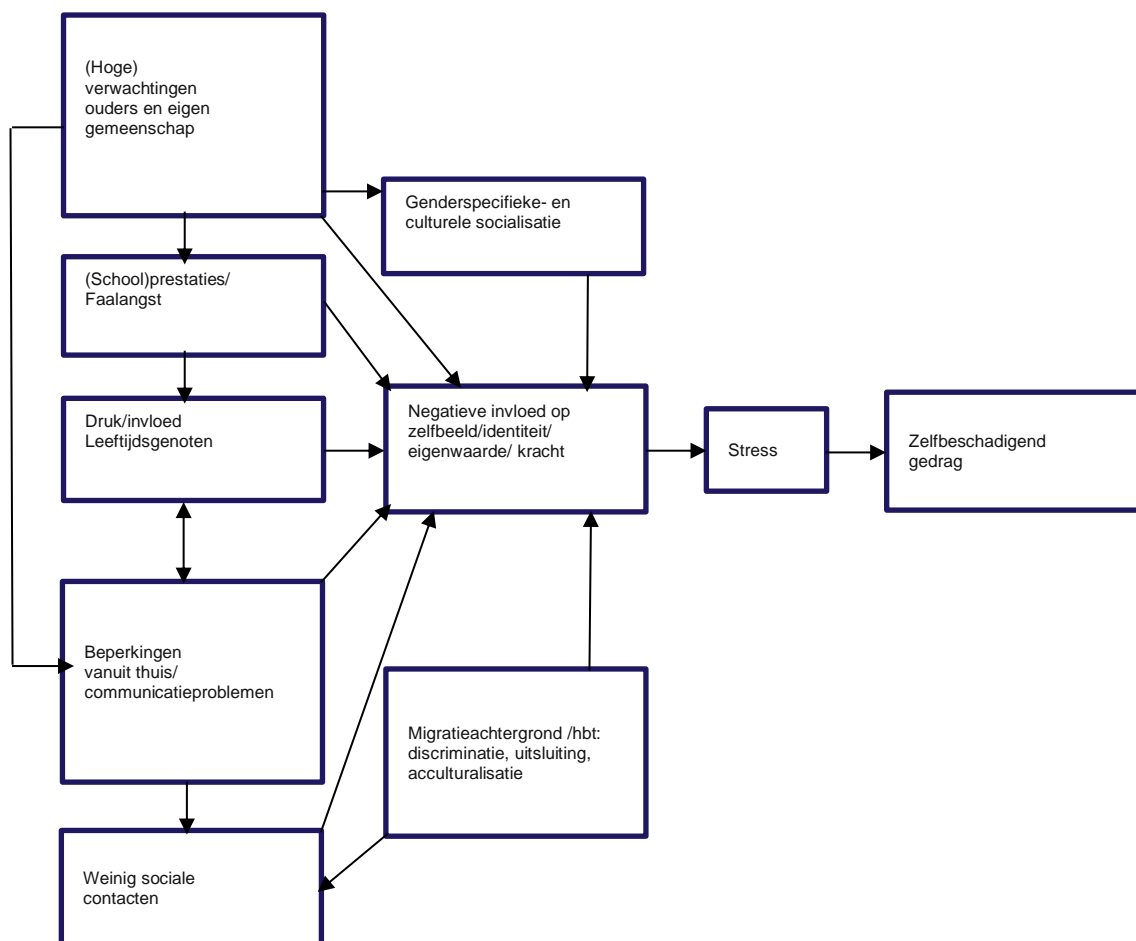 (Hoge)
verwachtingen
ouders en eigen
gemeenschap
Genderspecifieke- en
culturele socialisatie
(School)prestaties/
Faalangst
Druk/invloed
Leeftijdsgenoten
Negatieve invloed op
zelfbeeld/identiteit/
eigenwaarde/ kracht
Stress
Zelfbeschadigend
gedrag
Beperkingen
vanuit thuis/
communicatieproblemen
Migratieachtergrond /hbt:
discriminatie, uitsluiting,
acculturalisatie
Weinig sociale
contacten